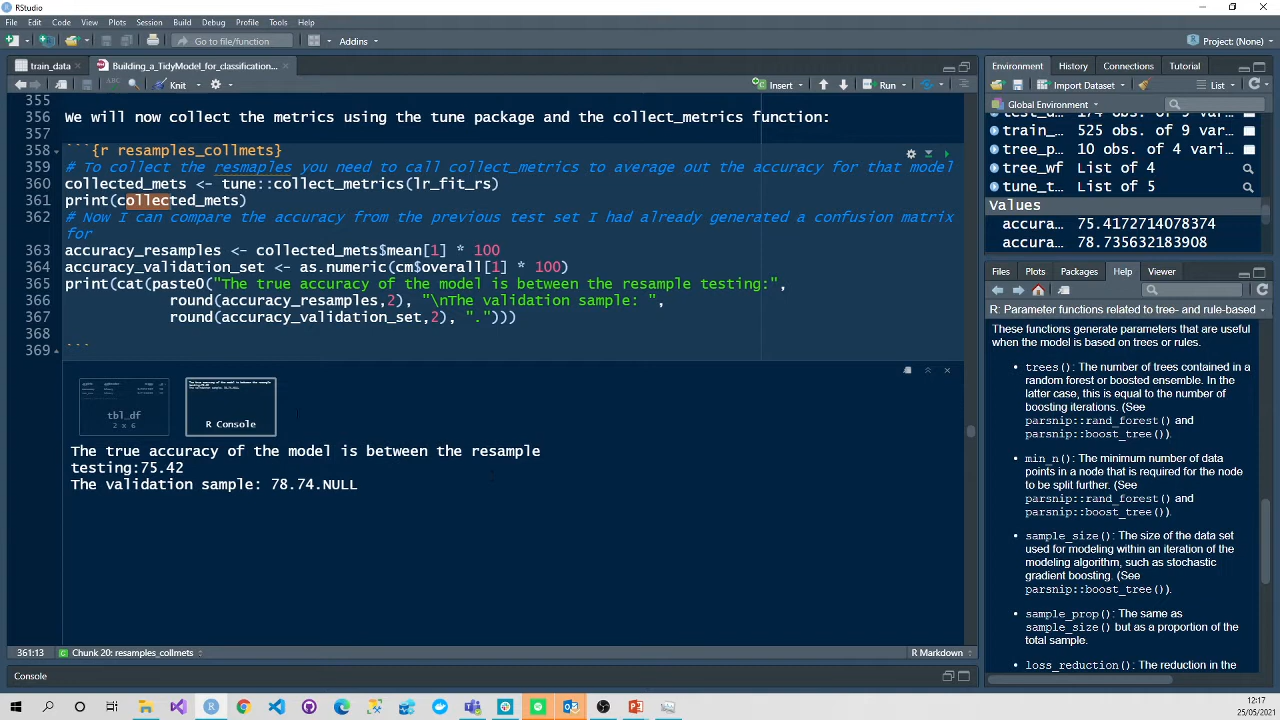 RStudio
File Edit Code View Plots Session Build Debug Profile Tools Help
Go to file/function
Addins
Project: (None)
train_data
Building_a_TidyModel_for_classification...
Knit
Insert
Run
355
356 We will now collect the metrics using the tune package and the collect_metrics function:
357
358 ```{r resamples_collmets}
359 # To collect the resmaples you need to call collect_metrics to average out the accuracy for that model
360 collected_mets <- tune::collect_metrics(lr_fit_rs)
361 print(collected_mets)
362 # Now I can compare the accuracy from the previous test set I had already generated a confusion matrix
for
363 accuracy_resamples <- collected_mets$mean[1] * 100
364 accuracy_validation_set <- as.numeric(cm$overall[1] * 100)
365 print(cat(paste0("The true accuracy of the model is between the resample testing:",
366 round(accuracy_resamples,2), "\nThe validation sample: ",
367 round(accuracy_validation_set,2), ".")))
368
369 ```
tbl_df
2 x 6
R Console
The true accuracy of the model is between the resample
testing:75.42
The validation sample: 78.74.NULL
361:13
Chunk 20: resamples_collmets
R Markdown
Console
Environment History Connections Tutorial
Import Dataset
List
Global Environment
test_d... 174 obs. of 9 var...
train_... 525 obs. of 9 var...
tree_p... 10 obs. of 4 vari...
tree_wf List of 4
tune_t... List of 5
Values
accura... 75.4172714078374
accura... 78.735632183908
Files Plots Packages Help Viewer
R: Parameter functions related to tree- and rule-based
These functions generate parameters that are useful
when the model is based on trees or rules.
trees(): The number of trees contained in a
random forest or boosted ensemble. In the
latter case, this is equal to the number of
boosting iterations. (See
parsnip::rand_forest() and
parsnip::boost_tree()).
min_n(): The minimum number of data
points in a node that is required for the node
to be split further. (See
parsnip::rand_forest() and
parsnip::boost_tree()).
sample_size(): The size of the data set
used for modeling within an iteration of the
modeling algorithm, such as stochastic
gradient boosting. (See
parsnip::boost_tree()).
sample_prop(): The same as
sample_size() but as a proportion of the
total sample.
loss_reduction(): The reduction in the
12:17
25/05/2021